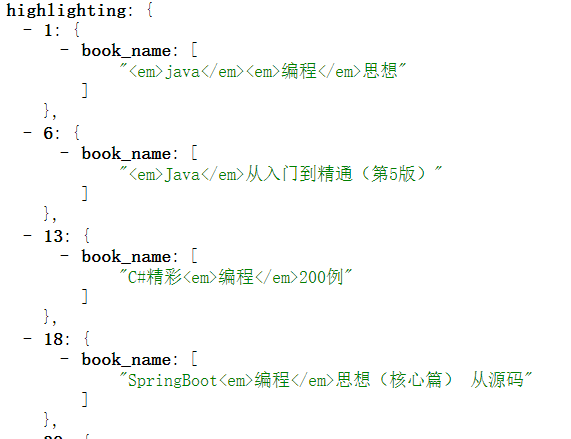 highlighting: {
- 1: {
- book_name: [
"<em>java</em><em>编程</em>思想"
]
},
- 6: {
- book_name: [
"<em>Java</em>从入门到精通（第5版）"
]
},
- 13: {
- book_name: [
"C#精彩<em>编程</em>200例"
]
},
- 18: {
- book_name: [
"SpringBoot<em>编程</em>思想（核心篇） 从源码"
]
},